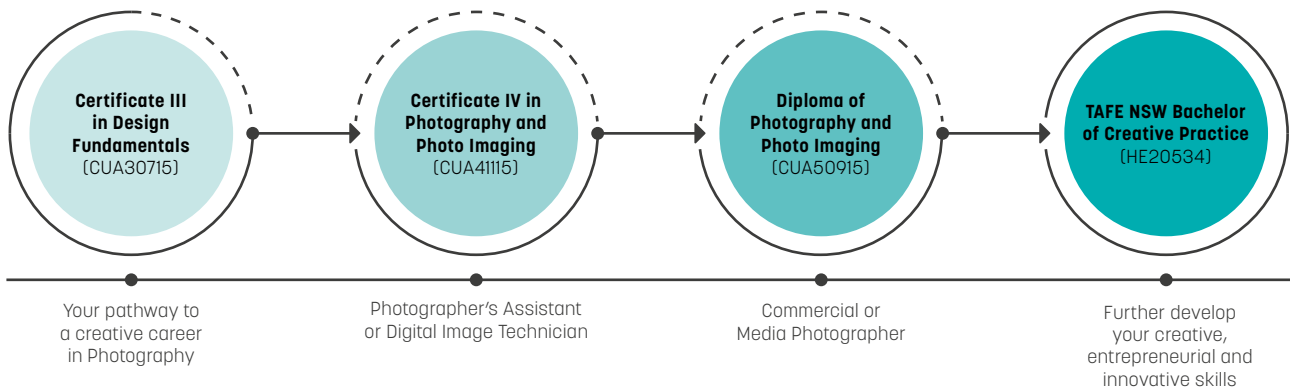 Certificate III
in Design
Fundamentals
(CUA30715)
Certificate IV in
Photography and
Photo Imaging
(CUA41115)
Diploma of
Photography and
Photo Imaging
(CUA50915)
TAFE NSW Bachelor
of Creative Practice
(HE20534)
Your pathway to
a creative career
in Photography
Photographer's Assistant
or Digital Image Technician
Commercial or
Media Photographer
Further develop
your creative,
entrepreneurial and
innovative skills